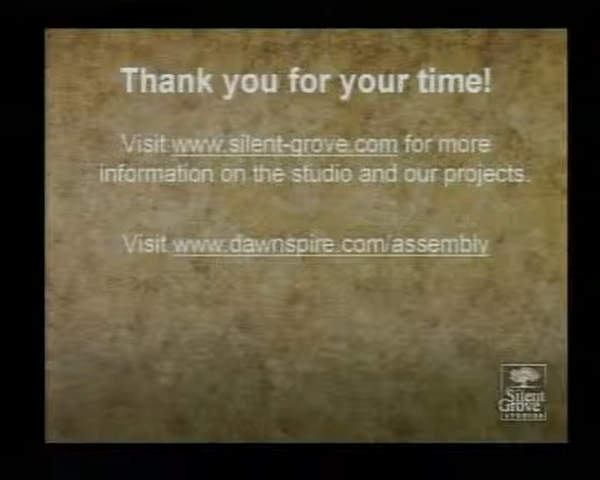 Thank you for your time!
Visit www.silent-grove.com for more
information on the studio and our projects.
Visit www.dawnspire.com/assembly
Silent
Grove
STUDIOS